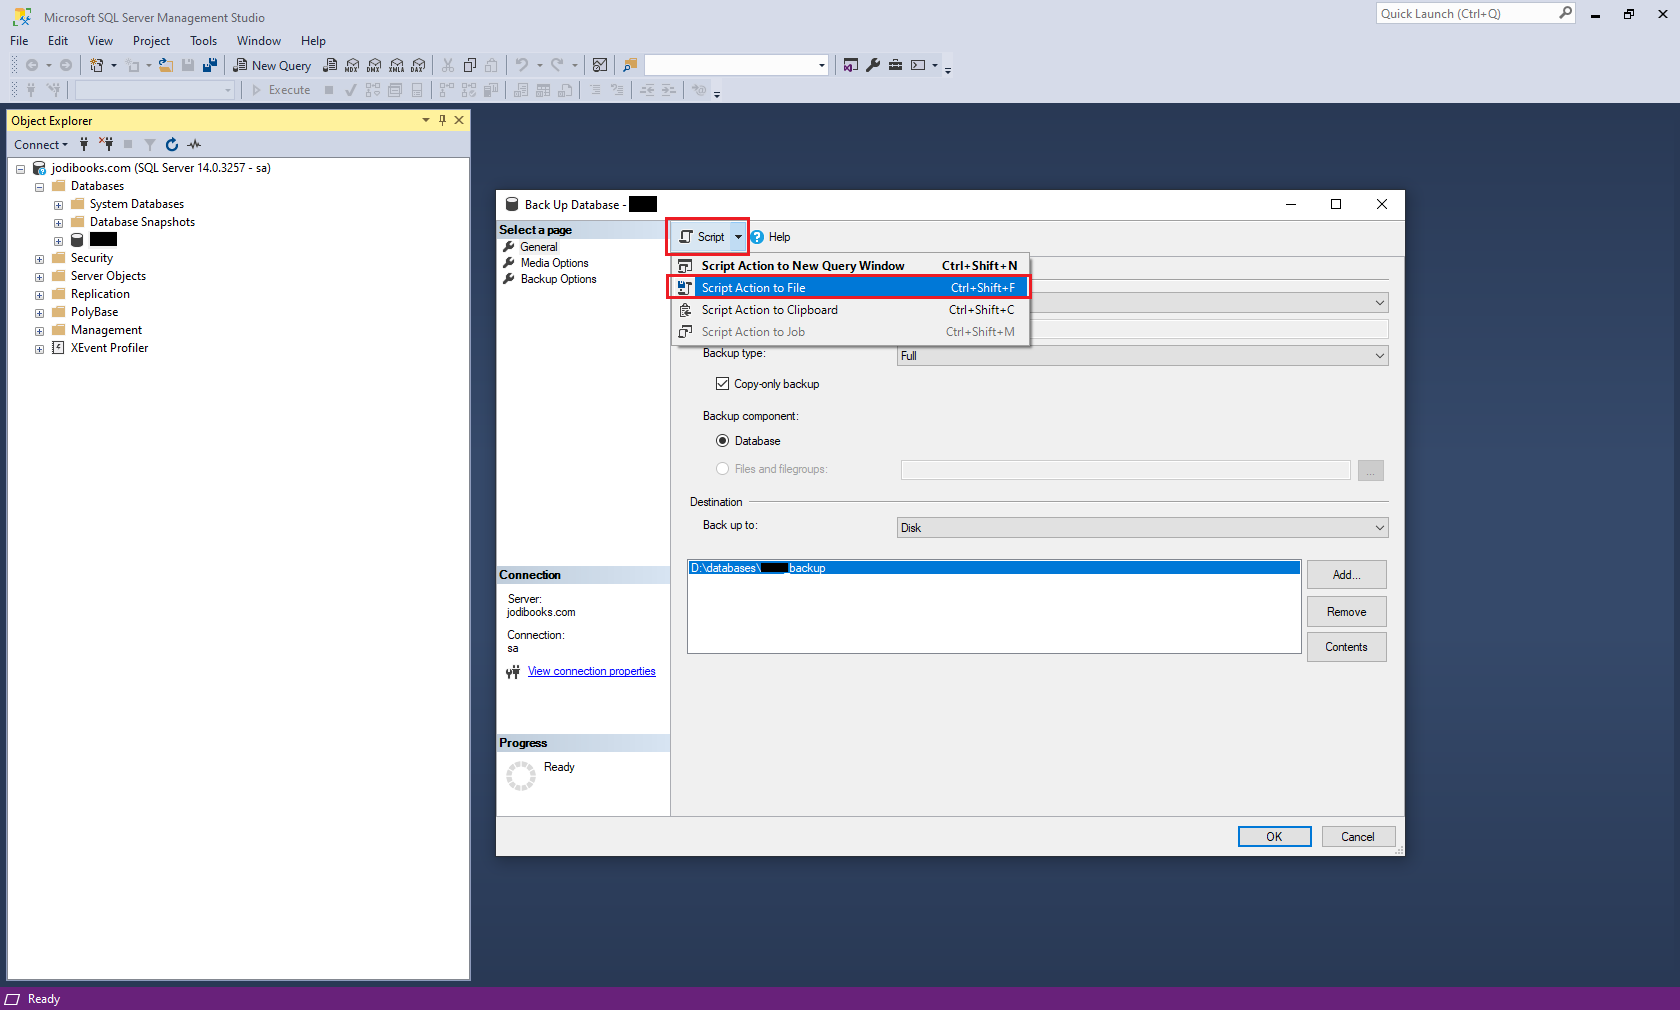 Microsoft SQL Server Management Studio
Quick Launch (Ctrl+Q)
File Edit View Project Tools Window Help
New Query
MDX DMX XMLA DAX
Execute
Object Explorer
Connect
jodibooks.com (SQL Server 14.0.3257 - sa)
Databases
System Databases
Database Snapshots
Security
Server Objects
Replication
PolyBase
Management
XEvent Profiler
Back Up Database -
Select a page
General
Media Options
Backup Options
Script
Help
Script Action to New Query Window Ctrl+Shift+N
Script Action to File Ctrl+Shift+F
Script Action to Clipboard Ctrl+Shift+C
Script Action to Job Ctrl+Shift+M
Backup type: Full
Copy-only backup
Backup component:
Database
Files and filegroups:
...
Destination
Back up to: Disk
D:\databases\ backup
Add...
Remove
Contents
Connection
Server:
jodibooks.com
Connection:
sa
View connection properties
Progress
Ready
OK Cancel
Ready